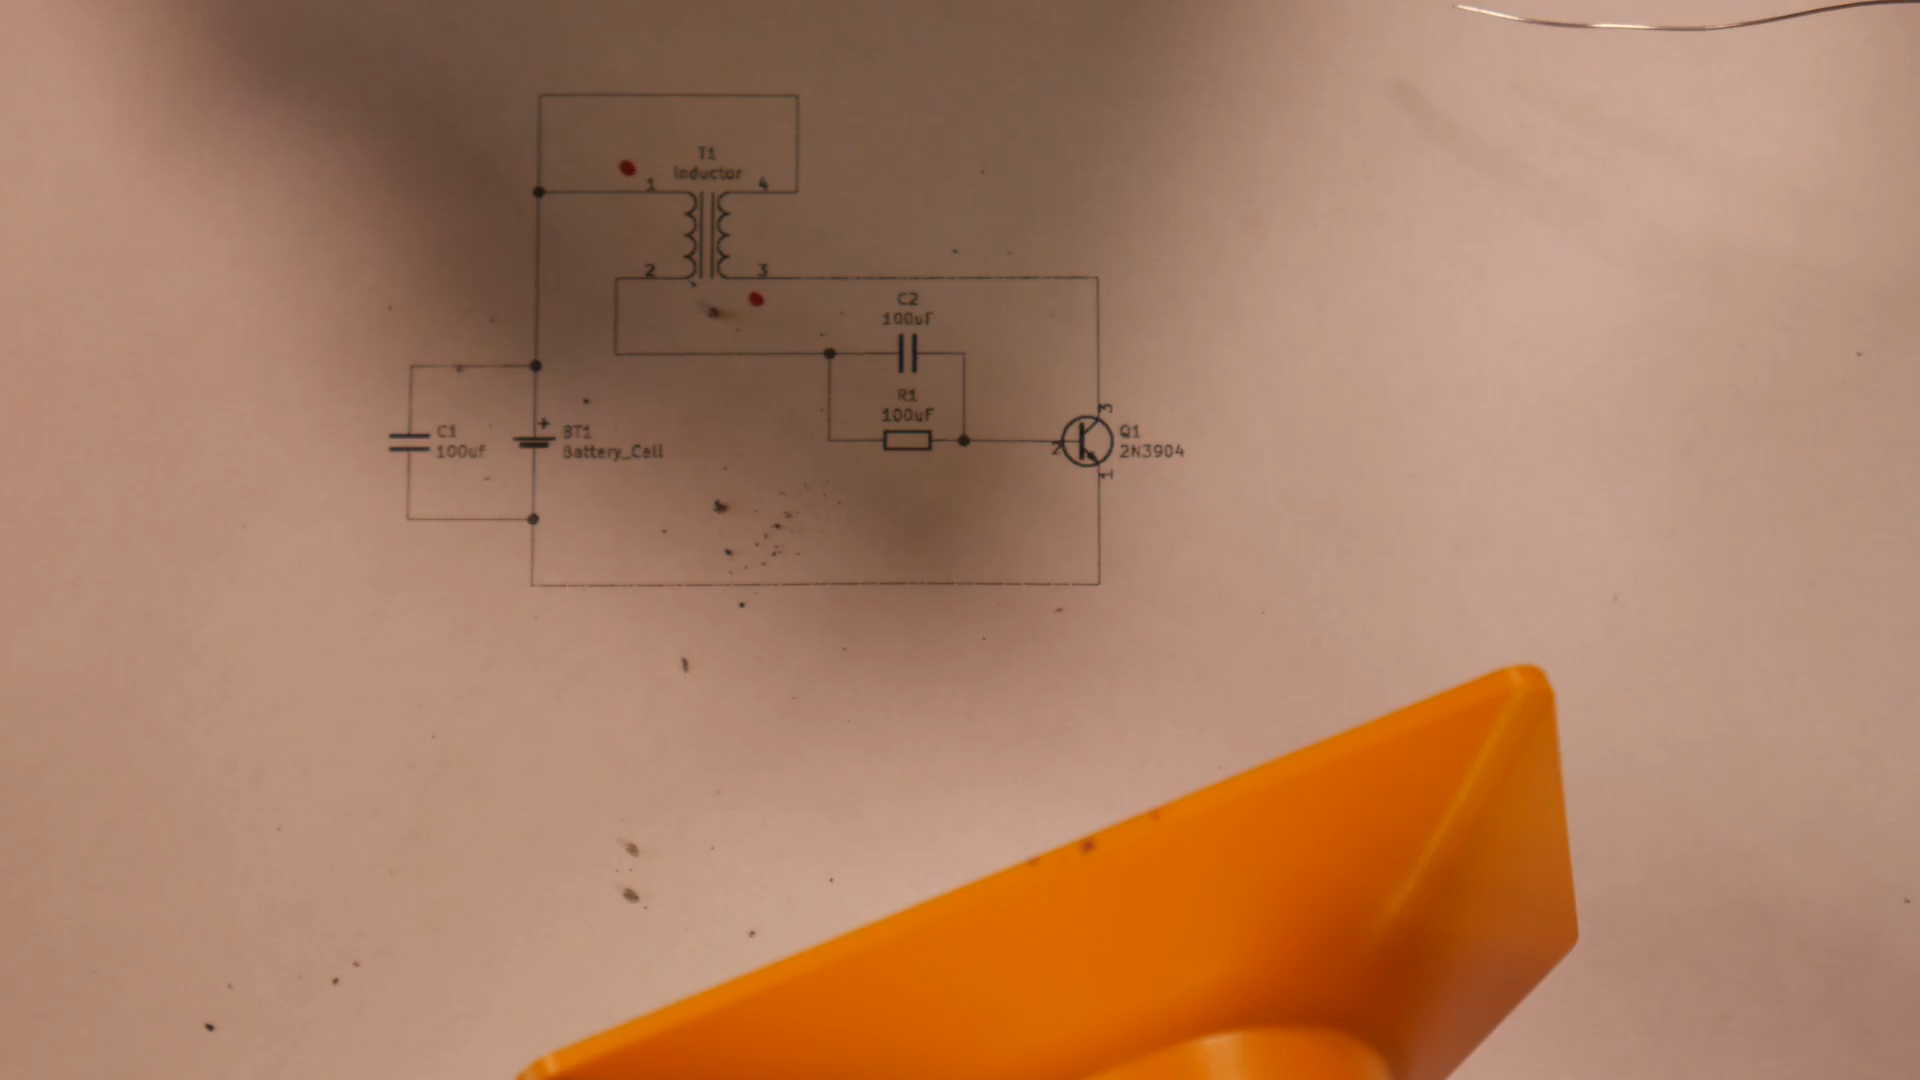 T1
Inductor
1
4
2
3
C2
100uF
R1
100uF
C1
100uf
+
BT1
Battery_Cell
3
2
Q1
2N3904
1